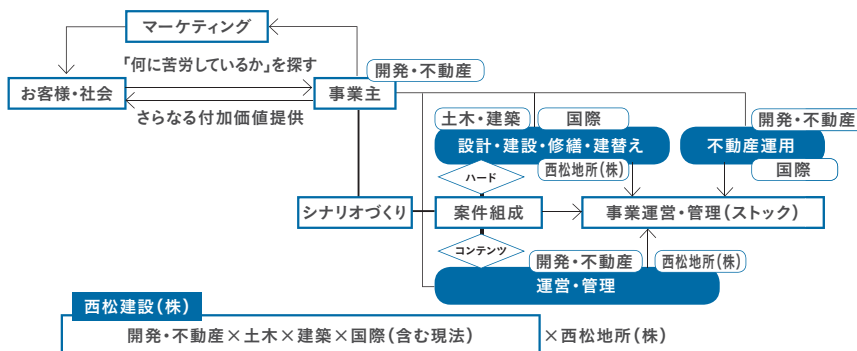 マーケティング
「何に苦労しているか」を探す
開発・不動産
お客様・社会
事業主
さらなる付加価値提供
土木・建築
国際
開発・不動産
設計・建設・修繕・建替え
不動産運用
ハード
西松地所(株)
国際
シナリオづくり
案件組成
事業運営・管理(ストック)
コンテンツ
開発・不動産
西松地所(株)
運営・管理
西松建設(株)
開発・不動産×土木×建築×国際(含む現法)
×西松地所(株)